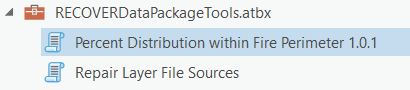 RECOVERDataPackageTools.atbx
Percent Distribution within Fire Perimeter 1.0.1
Repair Layer File Sources